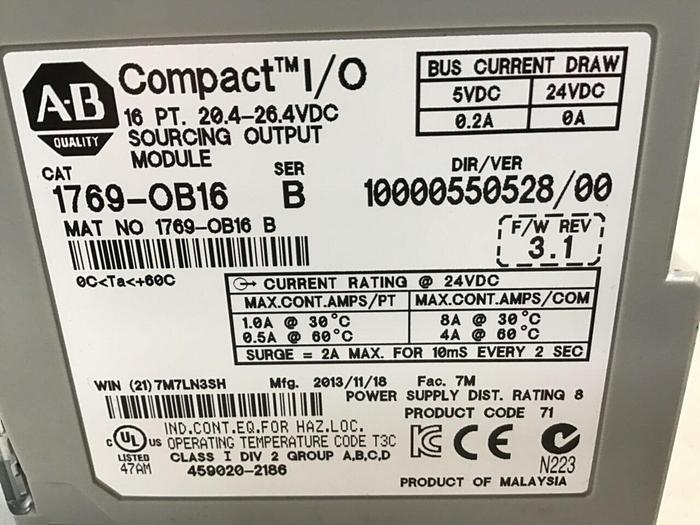 A-B
QUALITY
Compact™ I/O
16 PT. 20.4-26.4VDC
SOURCING OUTPUT
MODULE
BUS CURRENT DRAW
5VDC 24VDC
0.2A 0A
CAT SER DIR/VER
1769-OB16 B 10000550528/00
MAT NO 1769-OB16 B
F/W REV
3.1
0C<Ta<+60C
CURRENT RATING @ 24VDC
MAX.CONT.AMPS/PT MAX.CONT.AMPS/COM
1.0A @ 30°C 8A @ 30°C
0.5A @ 60°C 4A @ 60°C
SURGE = 2A MAX. FOR 10mS EVERY 2 SEC
WIN (21)7M7LN3SH Mfg. 2013/11/18 Fac. 7M
POWER SUPPLY DIST. RATING 8
PRODUCT CODE 71
c UL us
LISTED
47AM
IND.CONT.EQ.FOR HAZ.LOC.
OPERATING TEMPERATURE CODE T3C
CLASS I DIV 2 GROUP A,B,C,D
459020-2186
KC CE
N223
PRODUCT OF MALAYSIA